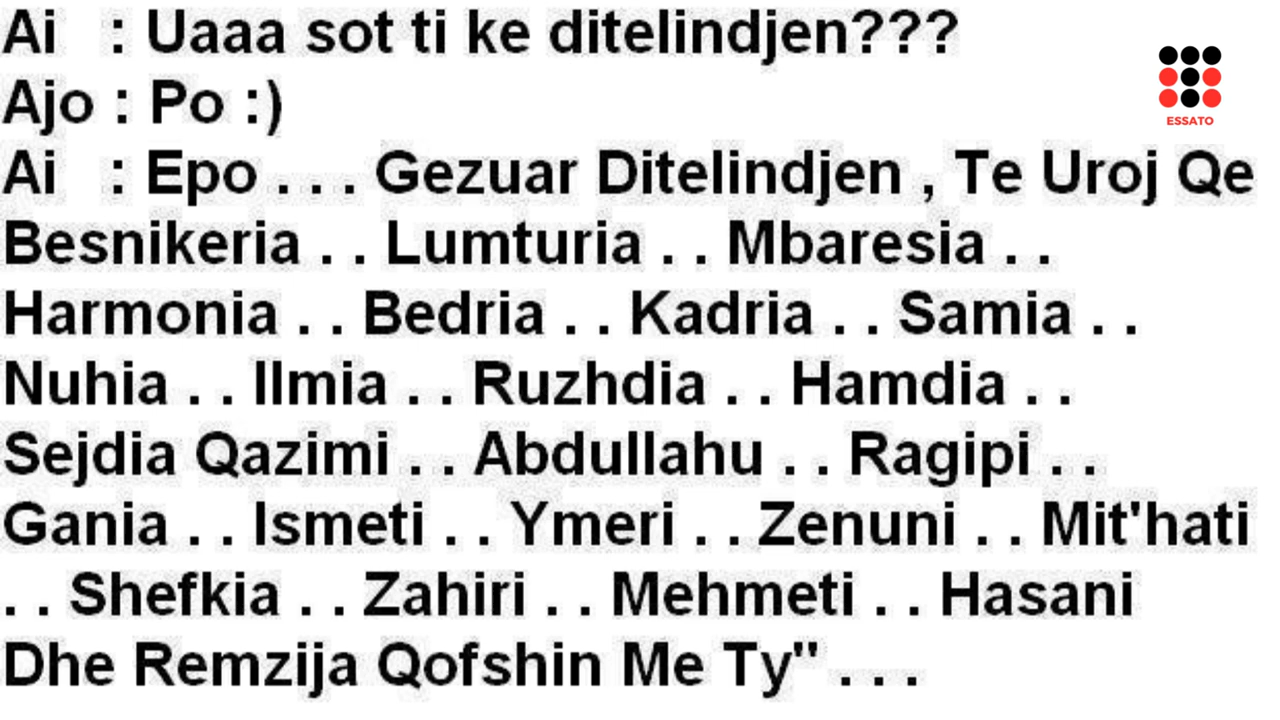 Ai : Uaaa sot ti ke ditelindjen???
Ajo : Po :)
ESSATO
Ai : Epo . . . Gezuar Ditelindjen , Te Uroj Qe
Besnikeria . . Lumturia . . Mbaresia . .
Harmonia . . Bedria . . Kadria . . Samia . .
Nuhia . . Ilmia . . Ruzhdia . . Hamdia . .
Sejdia Qazimi . . Abdullahu . . Ragipi . .
Gania . . Ismeti . . Ymeri . . Zenuni . . Mit'hati
. . Shefkia . . Zahiri . . Mehmeti . . Hasani
Dhe Remzija Qofshin Me Ty" . . .